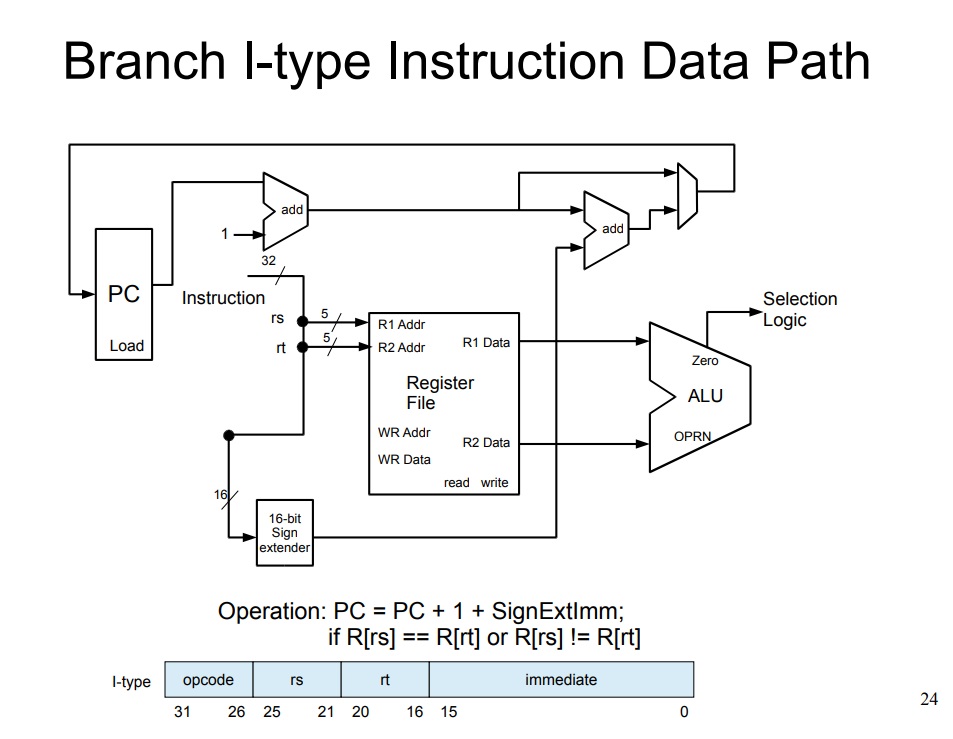 Branch I-type Instruction Data Path
add
add
1
32
PC
Load
Instruction
rs
5
rt
5
R1 Addr
R2 Addr
R1 Data
Register
File
WR Addr
WR Data
R2 Data
read write
Selection
Logic
Zero
ALU
OPRN
16
16-bit
Sign
extender
Operation: PC = PC + 1 + SignExtImm;
if R[rs] == R[rt] or R[rs] != R[rt]
I-type opcode rs rt immediate
31 26 25 21 20 16 15 0
24